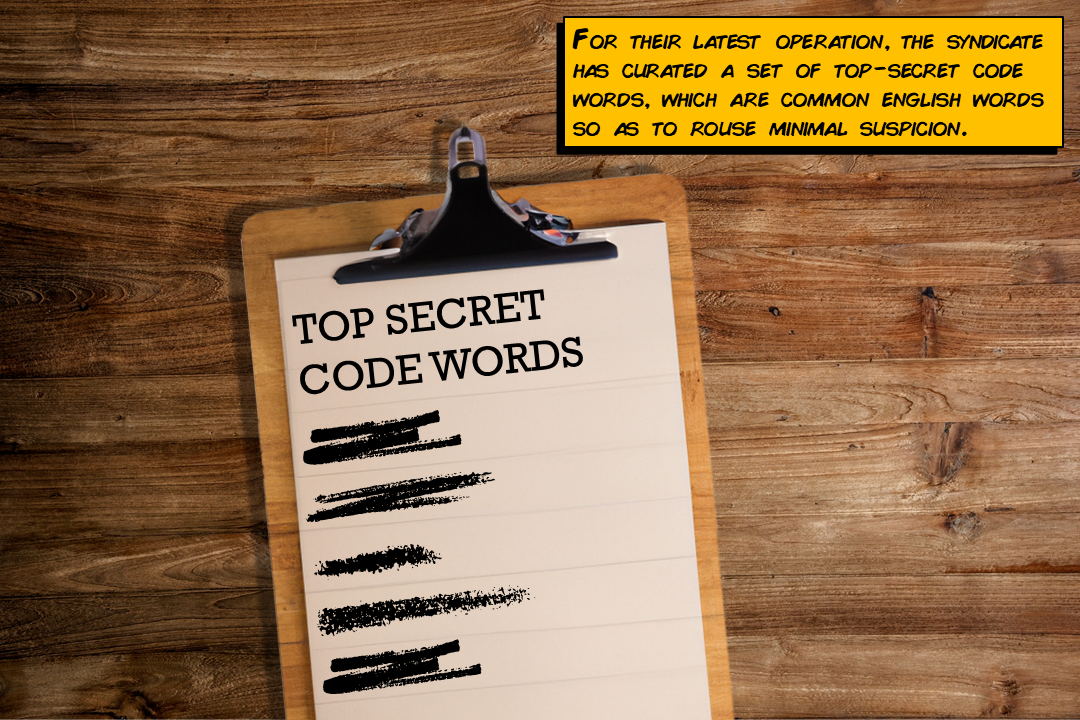 For their latest operation, the syndicate
has curated a set of top-secret code
words, which are common English words
so as to rouse minimal suspicion.
TOP SECRET
CODE WORDS